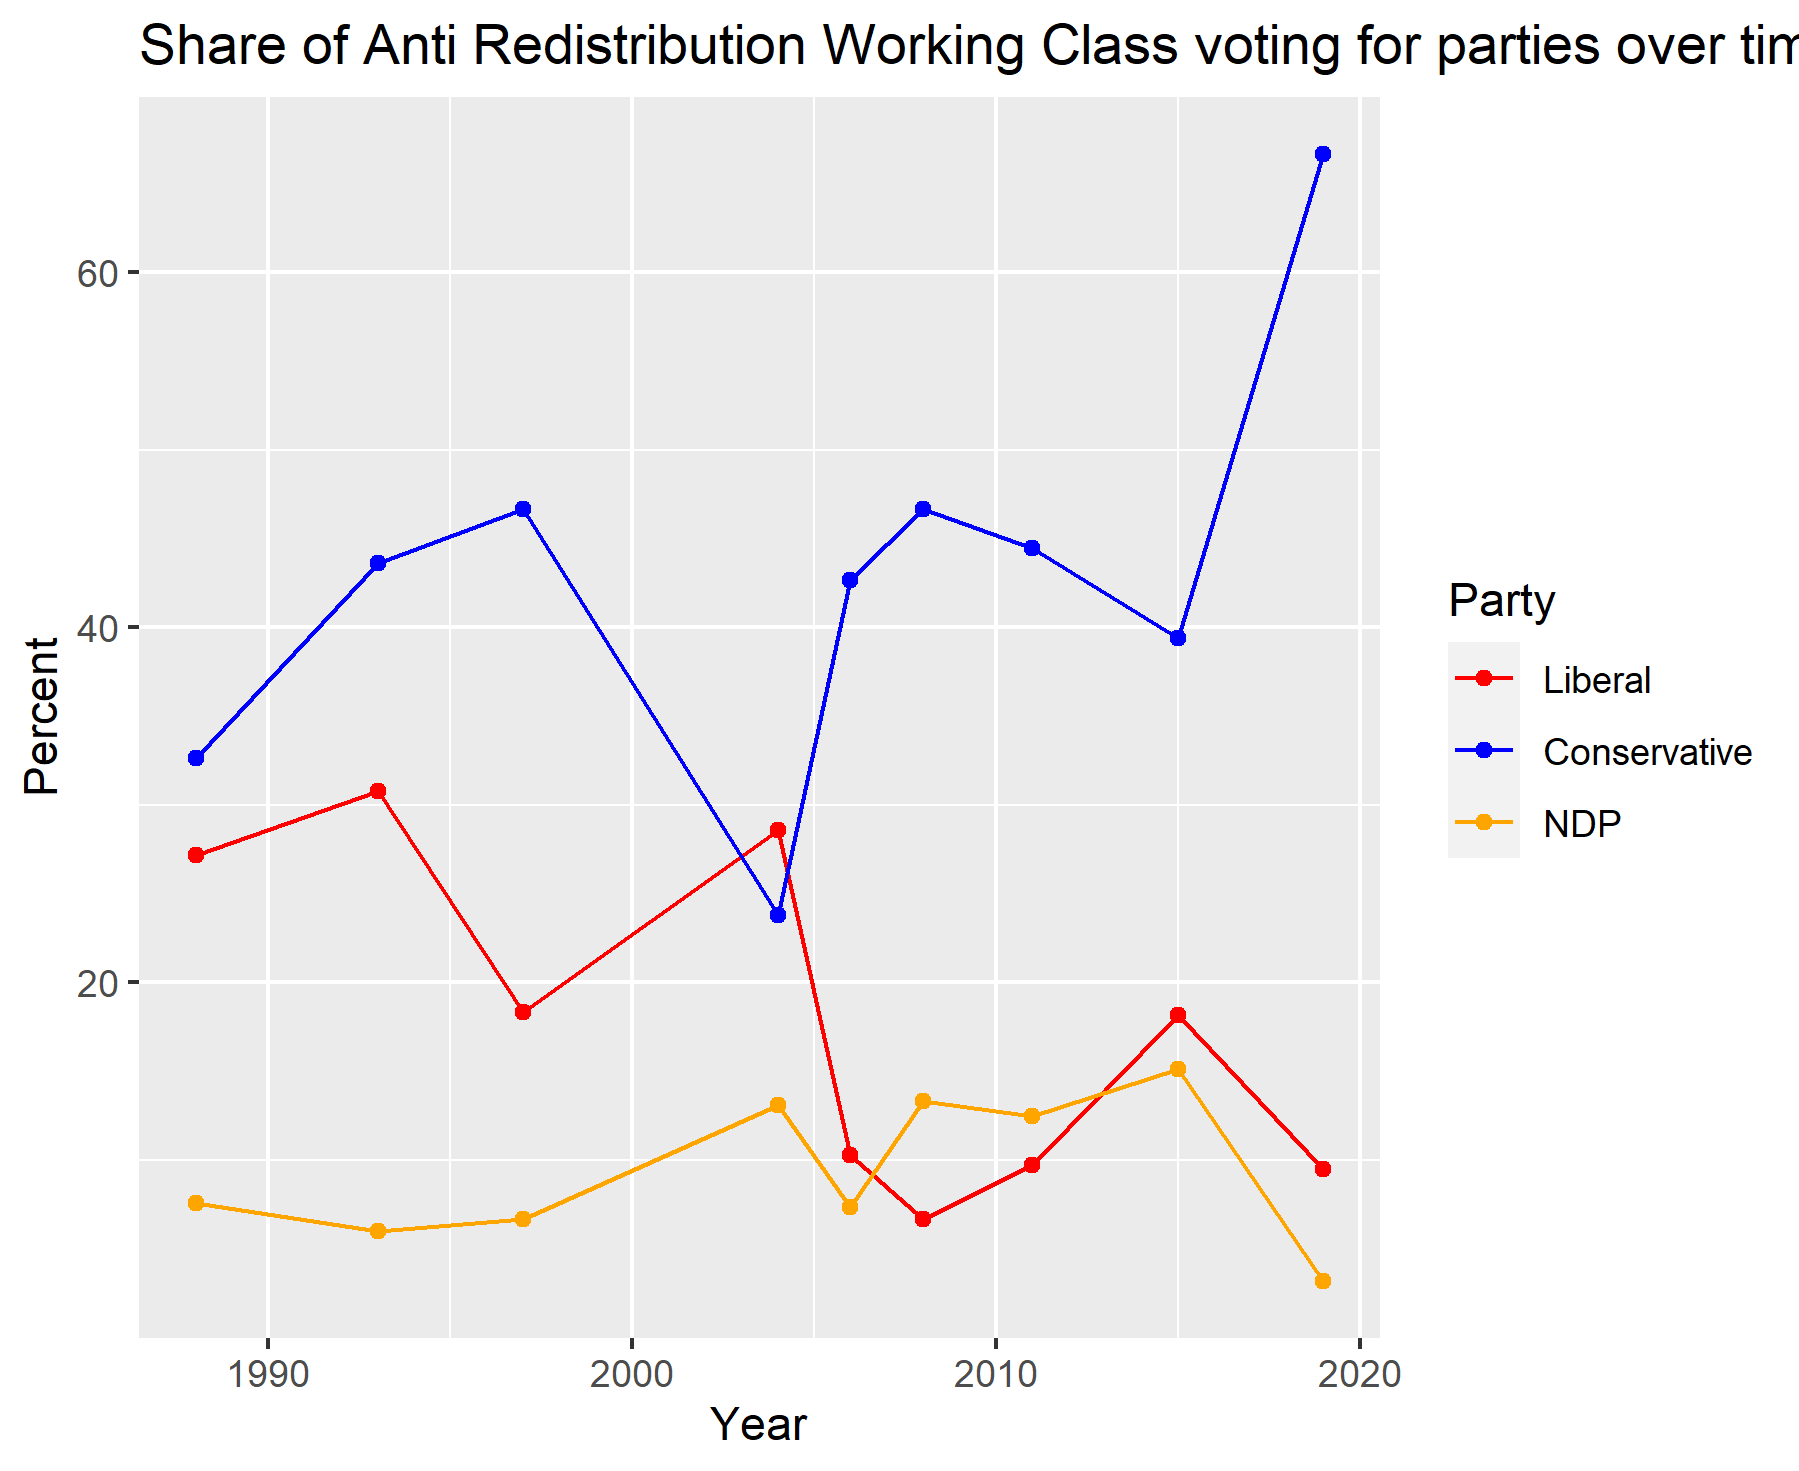 Share of Anti Redistribution Working Class voting for parties over tim
60
40
20
Percent
1990 2000 2010 2020
Year
Party
Liberal
Conservative
NDP